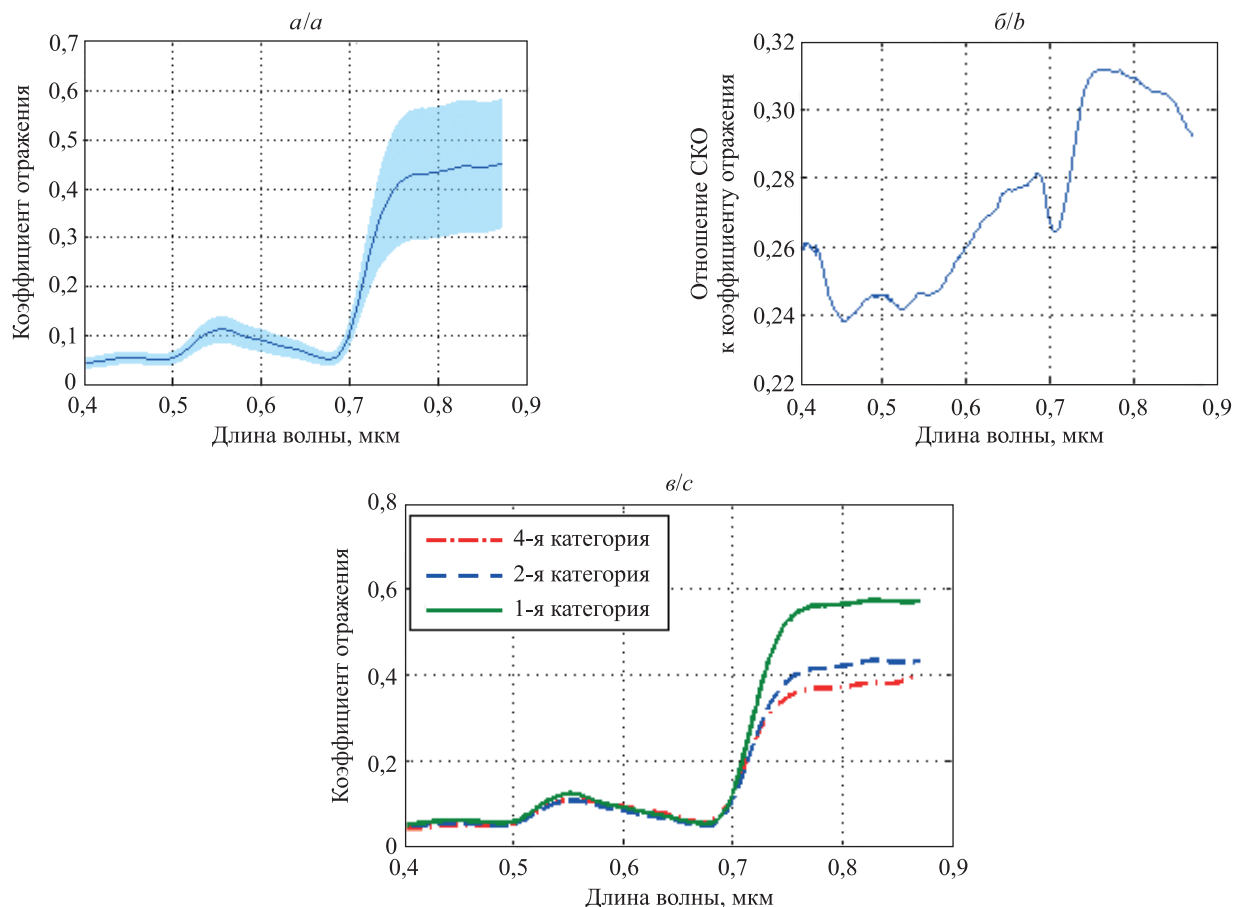 а/a
Коэффициент отражения
0,7
0,6
0,5
0,4
0,3
0,2
0,1
0
0,4 0,5 0,6 0,7 0,8 0,9
Длина волны, мкм
б/b
Отношение СКО
к коэффициенту отражения
0,32
0,30
0,28
0,26
0,24
0,22
0,4 0,5 0,6 0,7 0,8 0,9
Длина волны, мкм
в/c
Коэффициент отражения
0,8
0,6
0,4
0,2
0
4-я категория
2-я категория
1-я категория
0,4 0,5 0,6 0,7 0,8 0,9
Длина волны, мкм